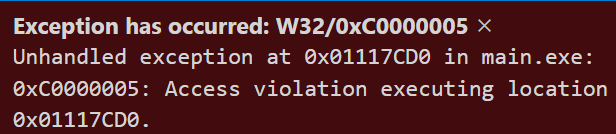 Exception has occurred: W32/0xC0000005 ×
Unhandled exception at 0x01117CD0 in main.exe:
0xC0000005: Access violation executing location
0x01117CD0.